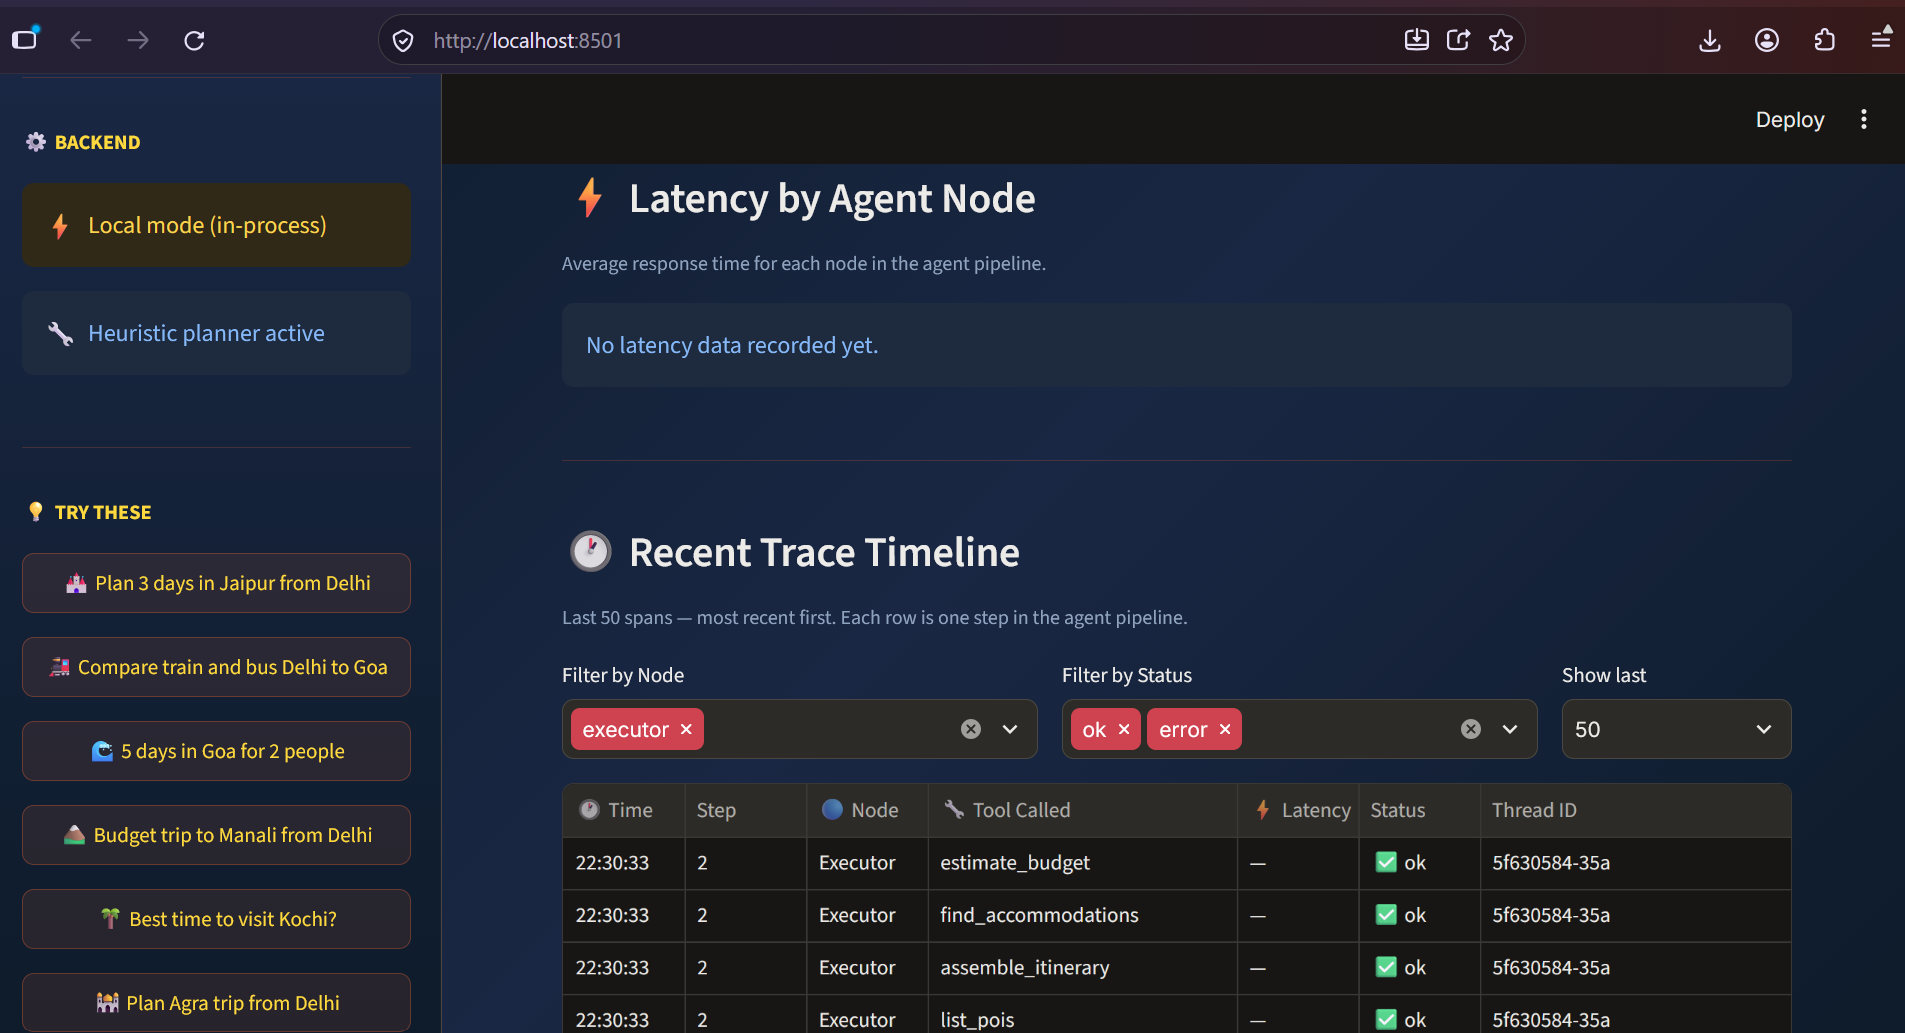 http://localhost:8501
BACKEND
Local mode (in-process)
Heuristic planner active
TRY THESE
Plan 3 days in Jaipur from Delhi
Compare train and bus Delhi to Goa
5 days in Goa for 2 people
Budget trip to Manali from Delhi
Best time to visit Kochi?
Plan Agra trip from Delhi
Deploy
Latency by Agent Node
Average response time for each node in the agent pipeline.
No latency data recorded yet.
Recent Trace Timeline
Last 50 spans — most recent first. Each row is one step in the agent pipeline.
Filter by Node Filter by Status Show last
executor ok error 50
Time Step Node Tool Called Latency Status Thread ID
22:30:33 2 Executor estimate_budget — ok 5f630584-35a
22:30:33 2 Executor find_accommodations — ok 5f630584-35a
22:30:33 2 Executor assemble_itinerary — ok 5f630584-35a
22:30:33 2 Executor list_pois — ok 5f630584-35a